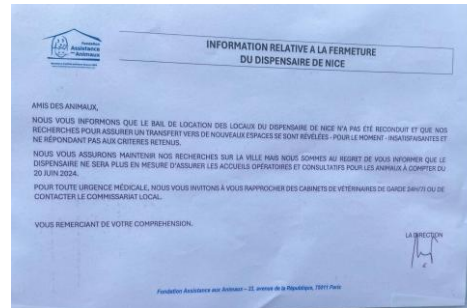 Fondation
Assistance
aux Animaux
INFORMATION RELATIVE A LA FERMETURE
DU DISPENSAIRE DE NICE
AMIS DES ANIMAUX,
NOUS VOUS INFORMONS QUE LE BAIL DE LOCATION DES LOCAUX DU DISPENSAIRE DE NICE N'A PAS ÉTÉ RECONDUIT ET QUE NOS
RECHERCHES POUR ASSURER UN TRANSFERT VERS DE NOUVEAUX ESPACES SE SONT RÉVÉLÉES - POUR LE MOMENT - INSATISFAISANTES ET
NE RÉPONDANT PAS AUX CRITERES RETENUS.
NOUS VOUS ASSURONS MAINTENIR NOS RECHERCHES SUR LA VILLE MAIS NOUS SOMMES AU REGRET DE VOUS INFORMER QUE LE
DISPENSAIRE NE SERA PLUS EN MESURE D'ASSURER LES ACCUEILS OPÉRATOIRES ET CONSULTATIFS POUR LES ANIMAUX À COMPTER DU
20 JUIN 2024.
POUR TOUTE URGENCE MÉDICALE, NOUS VOUS INVITONS À VOUS RAPPROCHER DES CABINETS DE VÉTÉRINAIRES DE GARDE 24H/7J OU DE
CONTACTER LE COMMISSARIAT LOCAL.
VOUS REMERCIANT DE VOTRE COMPREHENSION.
LA DIRECTION
Fondation Assistance aux Animaux - 23, avenue de la République, 75011 Paris